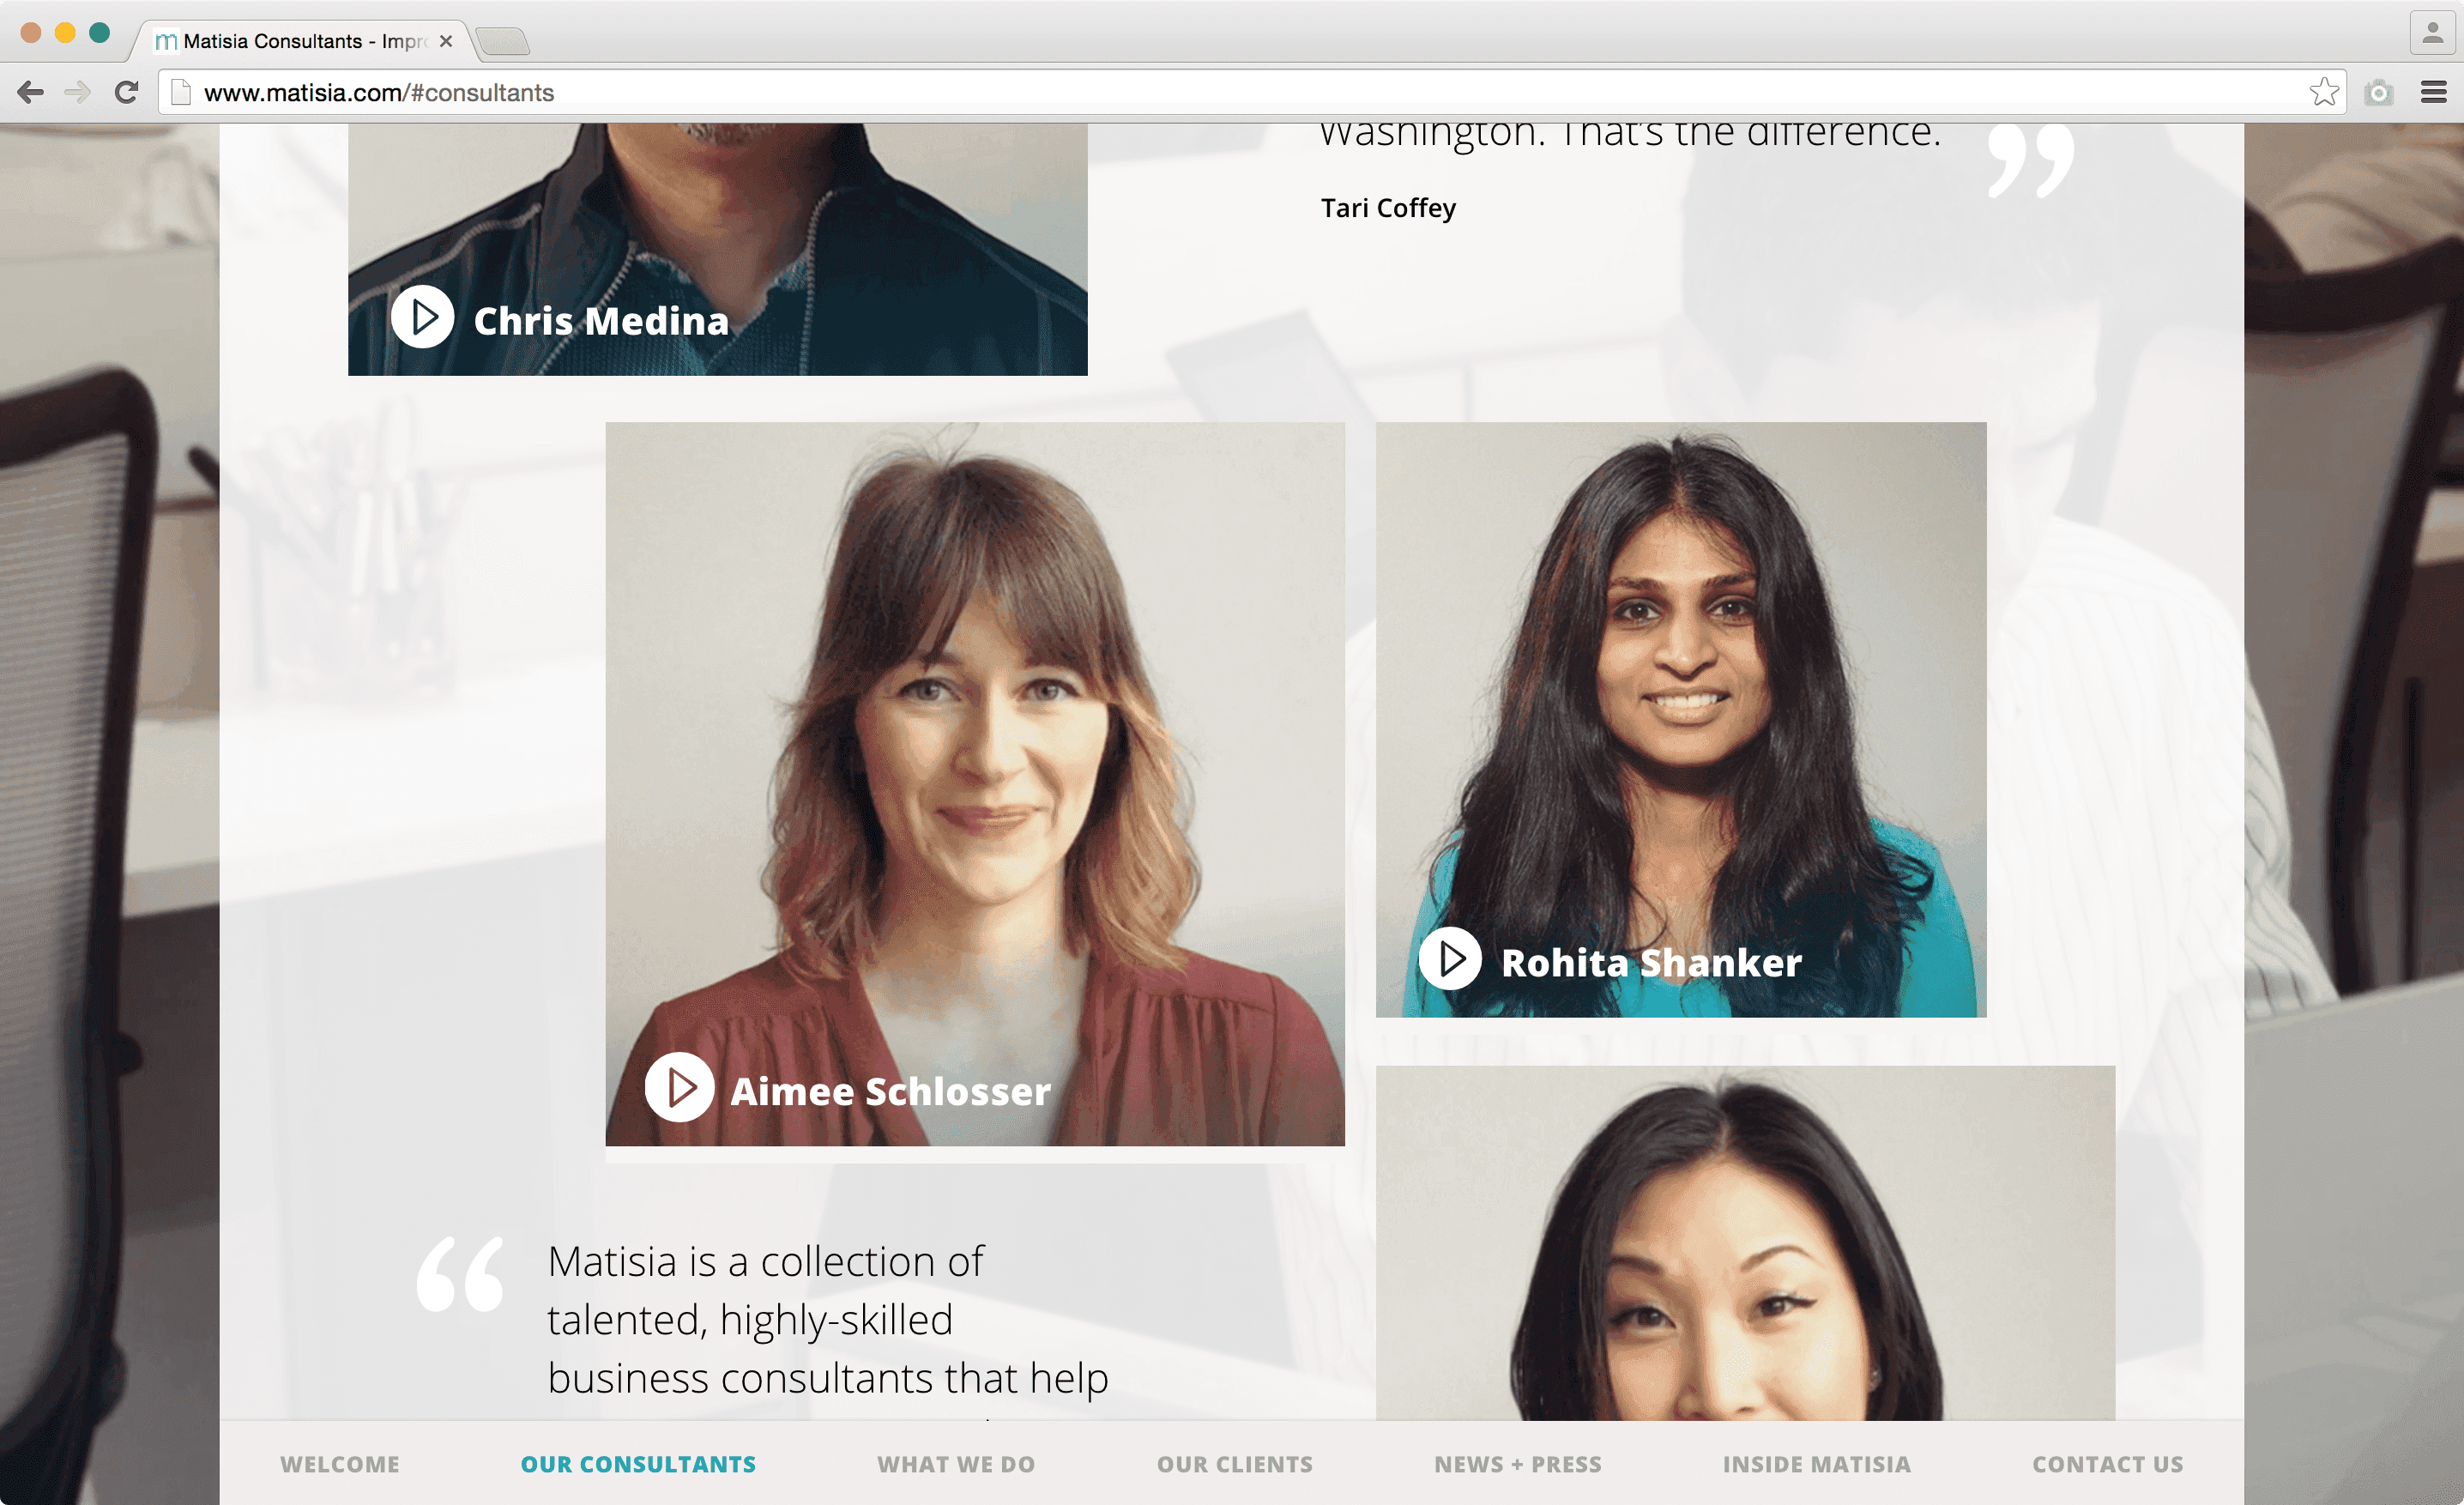 Matisia Consultants - Impro
www.matisia.com/#consultants
Washington. That's the difference.
”
Tari Coffey
Chris Medina
Rohita Shanker
Aimee Schlosser
“
Matisia is a collection of
talented, highly-skilled
business consultants that help
WELCOME
OUR CONSULTANTS
WHAT WE DO
OUR CLIENTS
NEWS + PRESS
INSIDE MATISIA
CONTACT US